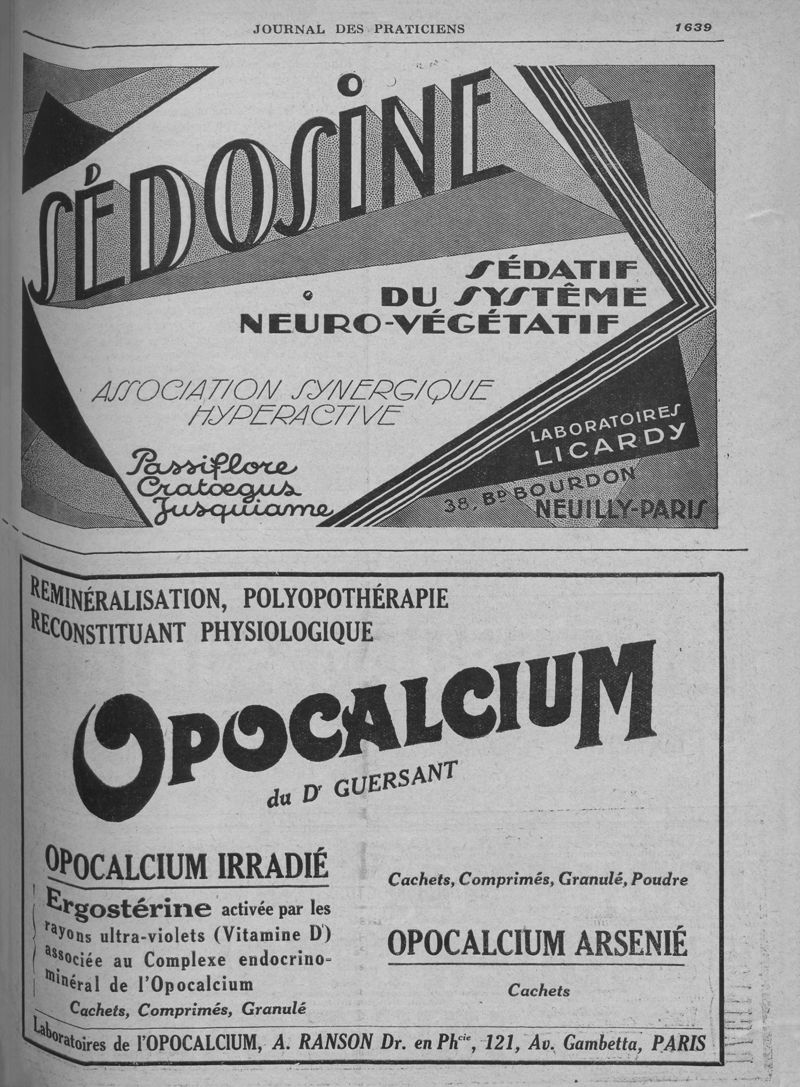 JOURNAL DES PRATICIENS
1639
SÉDOSINE
SÉDATIF
DU SYSTÊME
NEURO-VÉGÉTATIF
ASSOCIATION SYNERGIQUE
HYPERACTIVE
Passiflore
Cratoegus
Jusquiame
LABORATOIRES
LICARDY
38, BD BOURDON
NEUILLY-PARIS
REMINÉRALISATION, POLYOPOTHÉRAPIE
RECONSTITUANT PHYSIOLOGIQUE
OPOCALCIUM
du Dr GUERSANT
OPOCALCIUM IRRADIÉ
Ergostérine activée par les
rayons ultra-violets (Vitamine D)
associée au Complexe endocrino-
minéral de l'Opocalcium
Cachets, Comprimés, Granulé
Cachets, Comprimés, Granulé, Poudre
OPOCALCIUM ARSENIÉ
Cachets
Laboratoires de l'OPOCALCIUM, A. RANSON Dr. en Phcie, 121, Av. Gambetta, PARIS